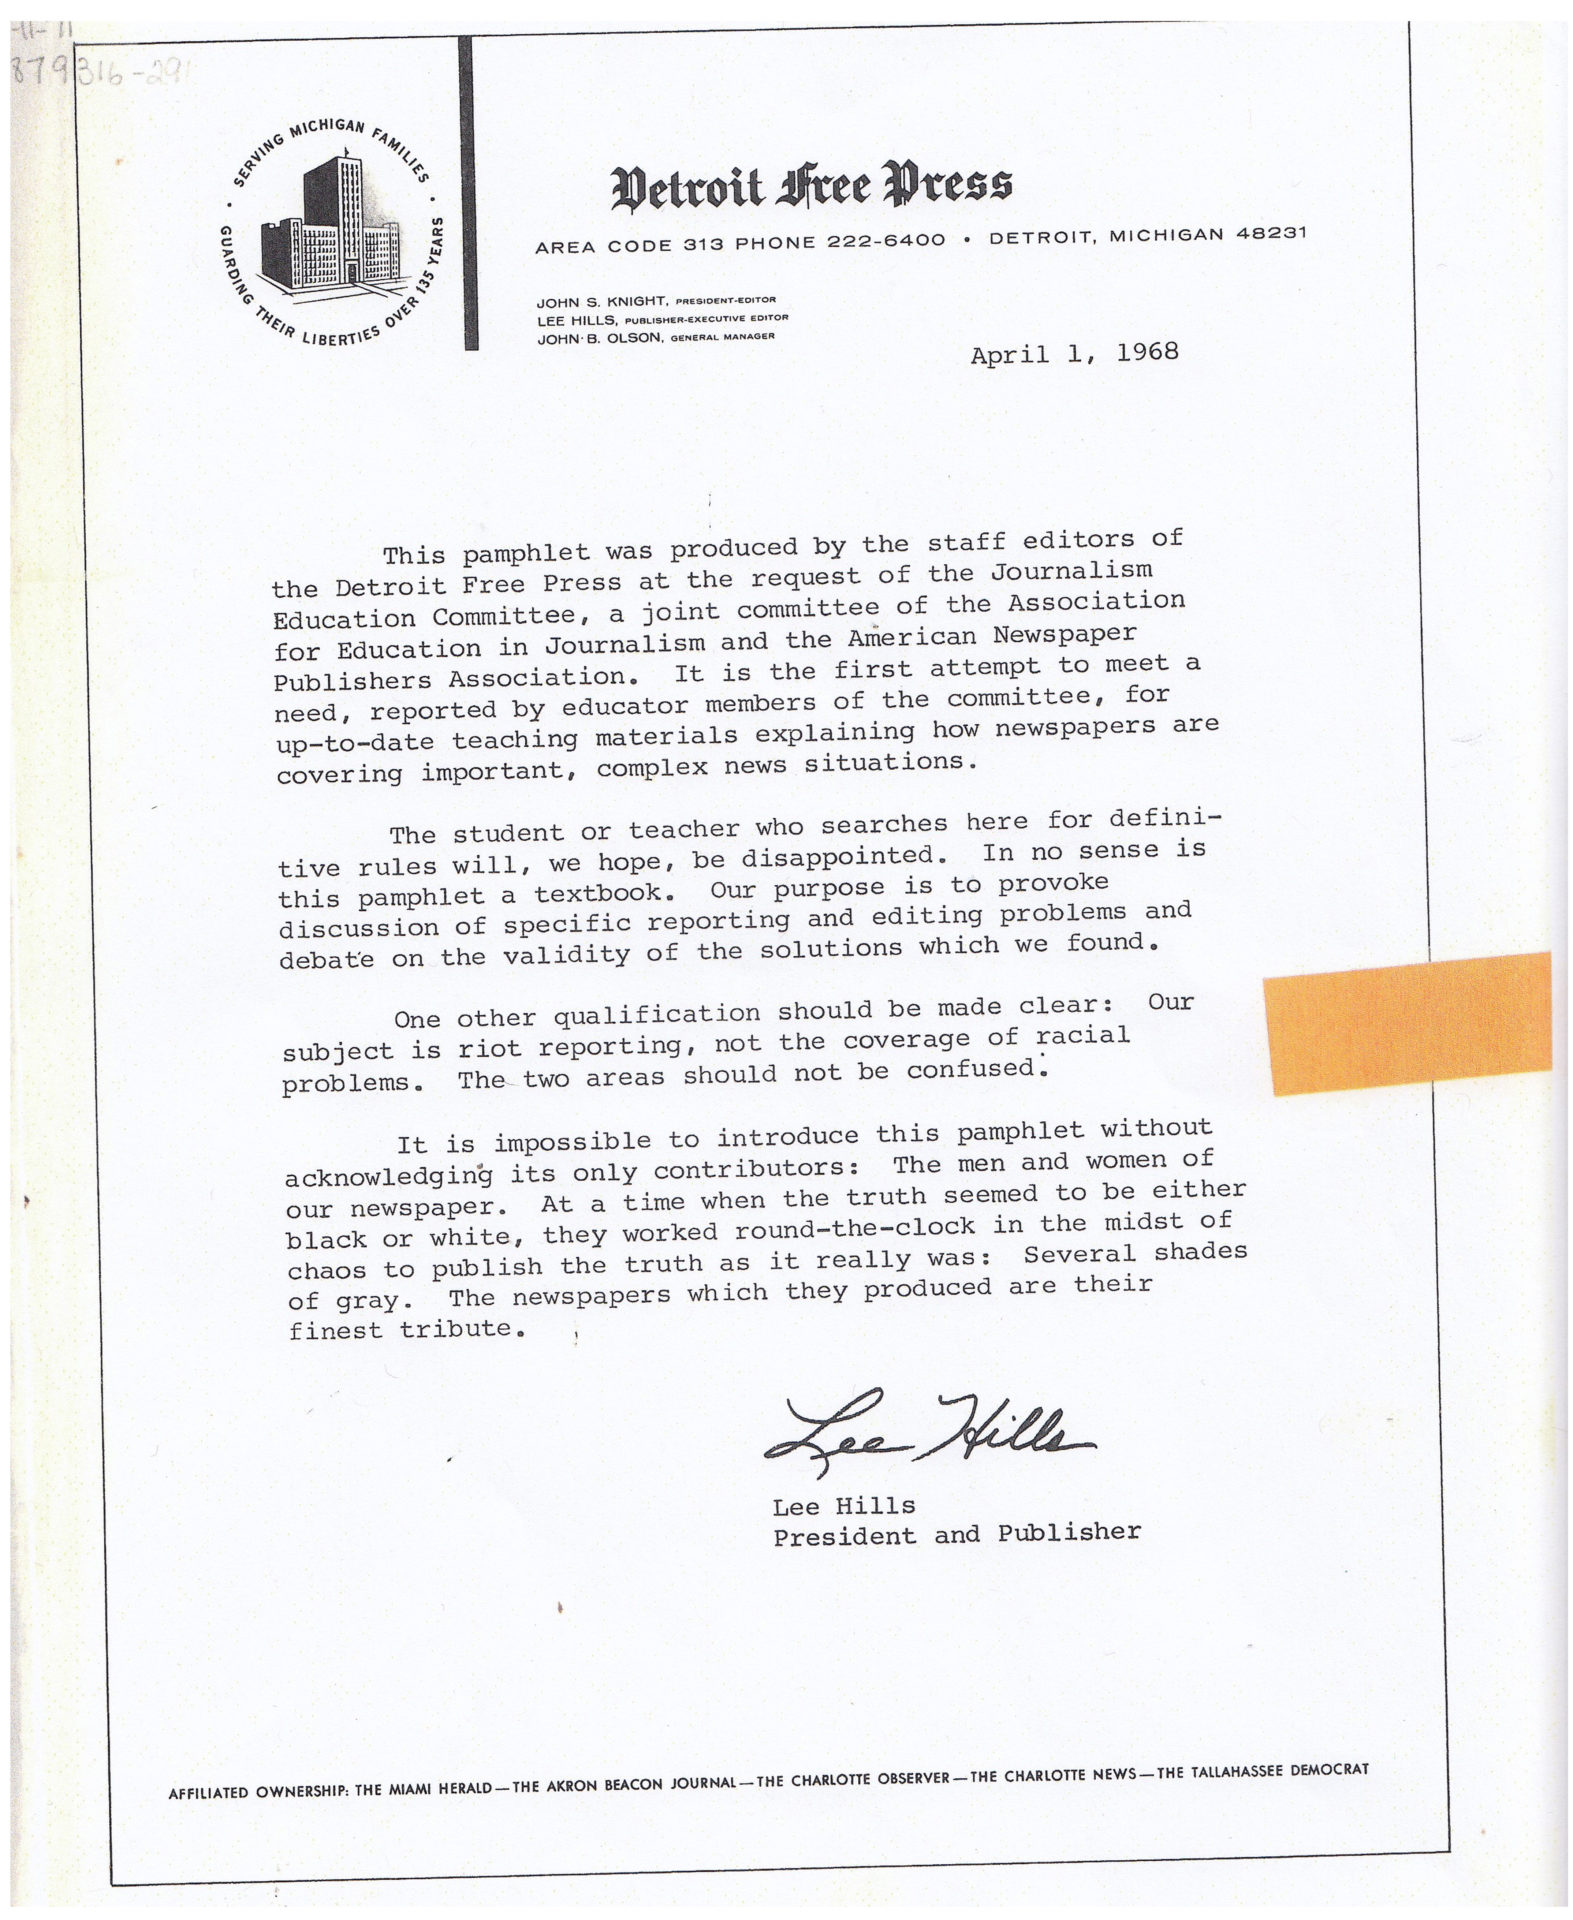 879316-291
· SERVING MICHIGAN FAMILIES ·
GUARDING THEIR LIBERTIES OVER 135 YEARS
Detroit Free Press
AREA CODE 313 PHONE 222-6400 • DETROIT, MICHIGAN 48231
JOHN S. KNIGHT, PRESIDENT-EDITOR
LEE HILLS, PUBLISHER-EXECUTIVE EDITOR
JOHN B. OLSON, GENERAL MANAGER
April 1, 1968
This pamphlet was produced by the staff editors of
the Detroit Free Press at the request of the Journalism
Education Committee, a joint committee of the Association
for Education in Journalism and the American Newspaper
Publishers Association. It is the first attempt to meet a
need, reported by educator members of the committee, for
up-to-date teaching materials explaining how newspapers are
covering important, complex news situations.
The student or teacher who searches here for defini-
tive rules will, we hope, be disappointed. In no sense is
this pamphlet a textbook. Our purpose is to provoke
discussion of specific reporting and editing problems and
debate on the validity of the solutions which we found.
One other qualification should be made clear: Our
subject is riot reporting, not the coverage of racial
problems. The two areas should not be confused.
It is impossible to introduce this pamphlet without
acknowledging its only contributors: The men and women of
our newspaper. At a time when the truth seemed to be either
black or white, they worked round-the-clock in the midst of
chaos to publish the truth as it really was: Several shades
of gray. The newspapers which they produced are their
finest tribute.
Lee Hills
Lee Hills
President and Publisher
AFFILIATED OWNERSHIP: THE MIAMI HERALD—THE AKRON BEACON JOURNAL—THE CHARLOTTE OBSERVER—THE CHARLOTTE NEWS—THE TALLAHASSEE DEMOCRAT